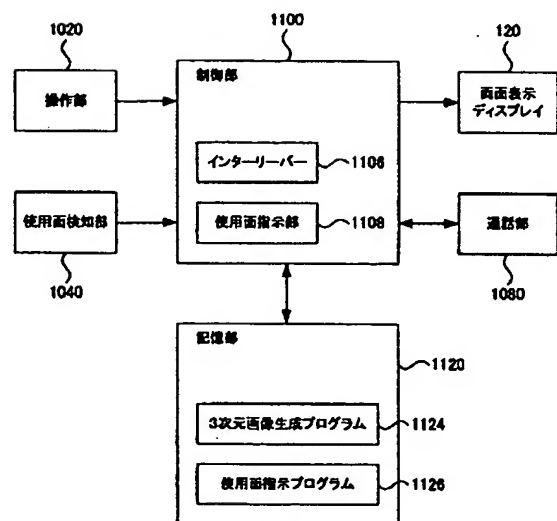 1100
1020
120
制御部
操作部
画面表示
ディスプレイ
インターリーバー
1106
使用面検知部
使用面指示部
1108
通話部
1040
1080
記憶部
1120
3次元画像生成プログラム
1124
使用面指示プログラム
1126